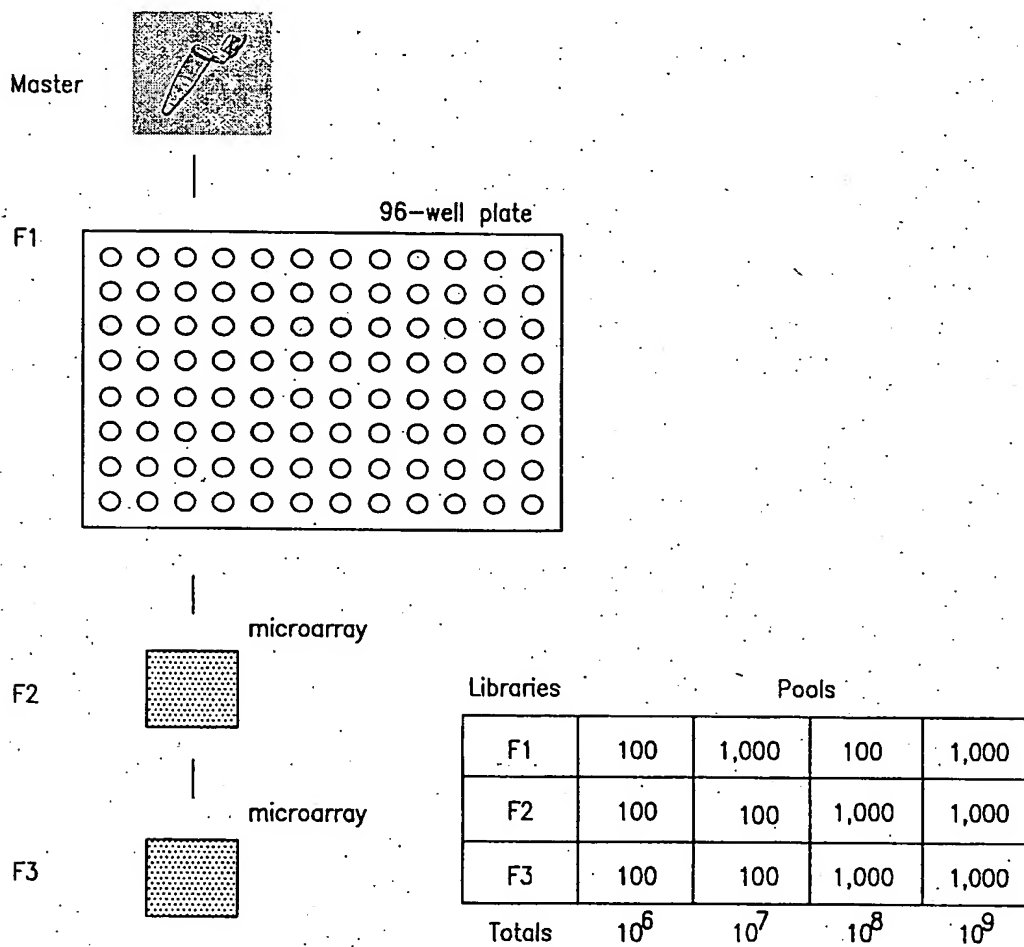 Master
96-well plate
F1
microarray
F2
microarray
F3
Libraries Pools
F1 100 1,000 100 1,000
F2 100 100 1,000 1,000
F3 100 100 1,000 1,000
Totals 10^6 10^7 10^8 10^9